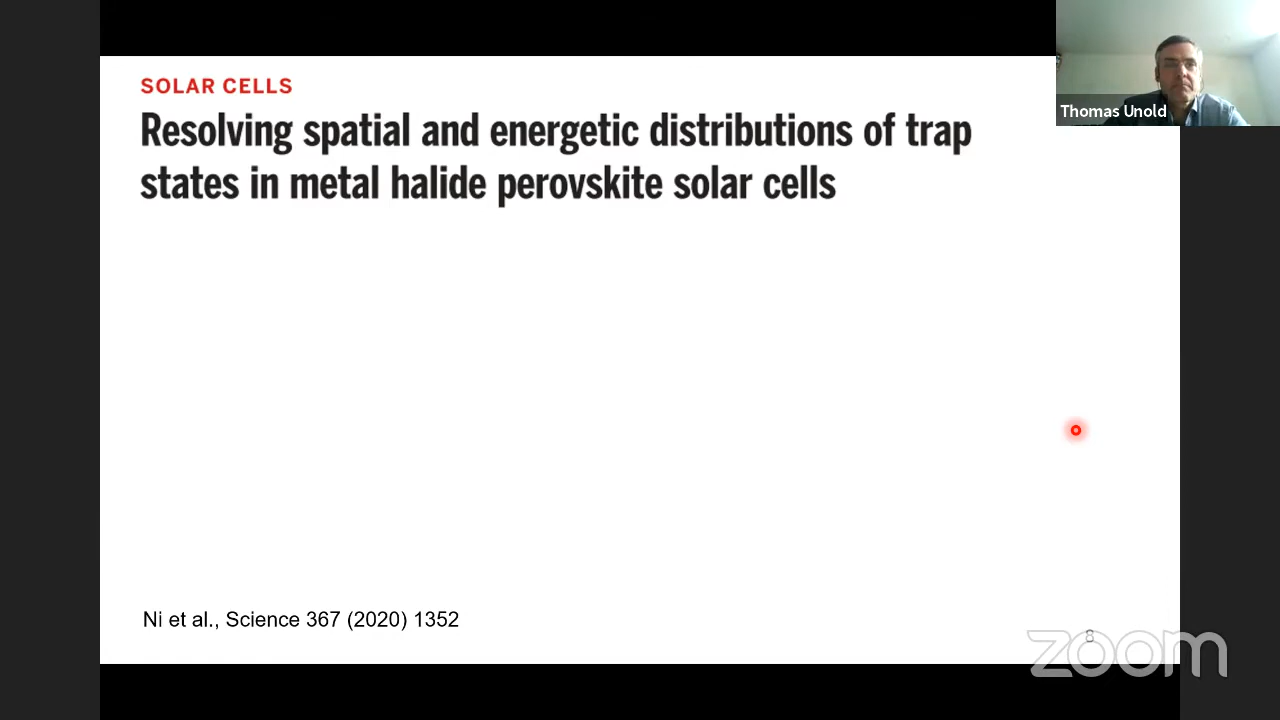 SOLAR CELLS
Resolving spatial and energetic distributions of trap
states in metal halide perovskite solar cells
Thomas Unold
Ni et al., Science 367 (2020) 1352
8
zoom